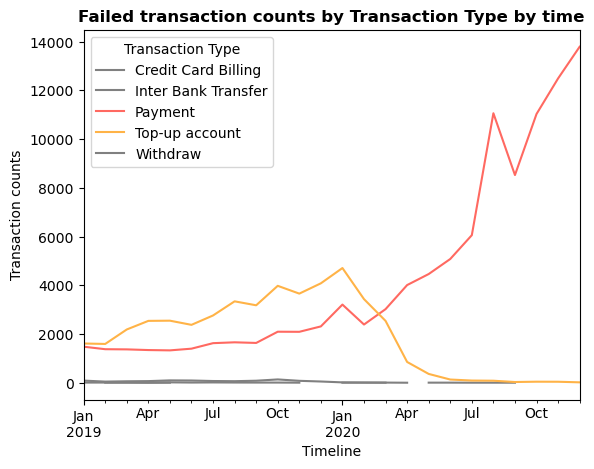 Failed transaction counts by Transaction Type by time
14000
12000
10000
8000
6000
4000
2000
0
Transaction counts
Transaction Type
Credit Card Billing
Inter Bank Transfer
Payment
Top-up account
Withdraw
Jan Apr Jul Oct Jan Apr Jul Oct
2019 2020
Timeline